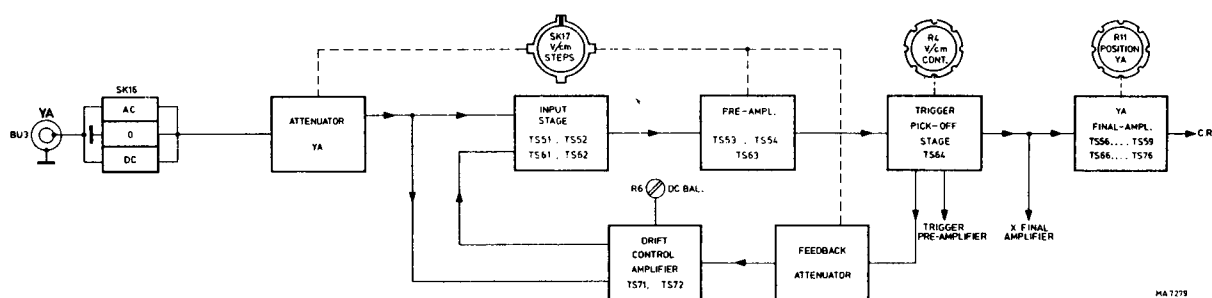 SK17
V/cm
STEPS
R4
V/cm
CONT.
R11
POSITION
YA
SK16
YA
BU3
AC
0
DC
ATTENUATOR
YA
INPUT
STAGE
TS51, TS52
TS61, TS62
PRE-AMPL.
TS53, TS54
TS63
TRIGGER
PICK-OFF
STAGE
TS64
YA
FINAL-AMPL.
TS56....TS59
TS66....TS76
C.R
R6
DC BAL.
DRIFT
CONTROL
AMPLIFIER
TS71, TS72
FEEDBACK
ATTENUATOR
TRIGGER
PRE-AMPLIFIER
X FINAL
AMPLIFIER
MA 7279